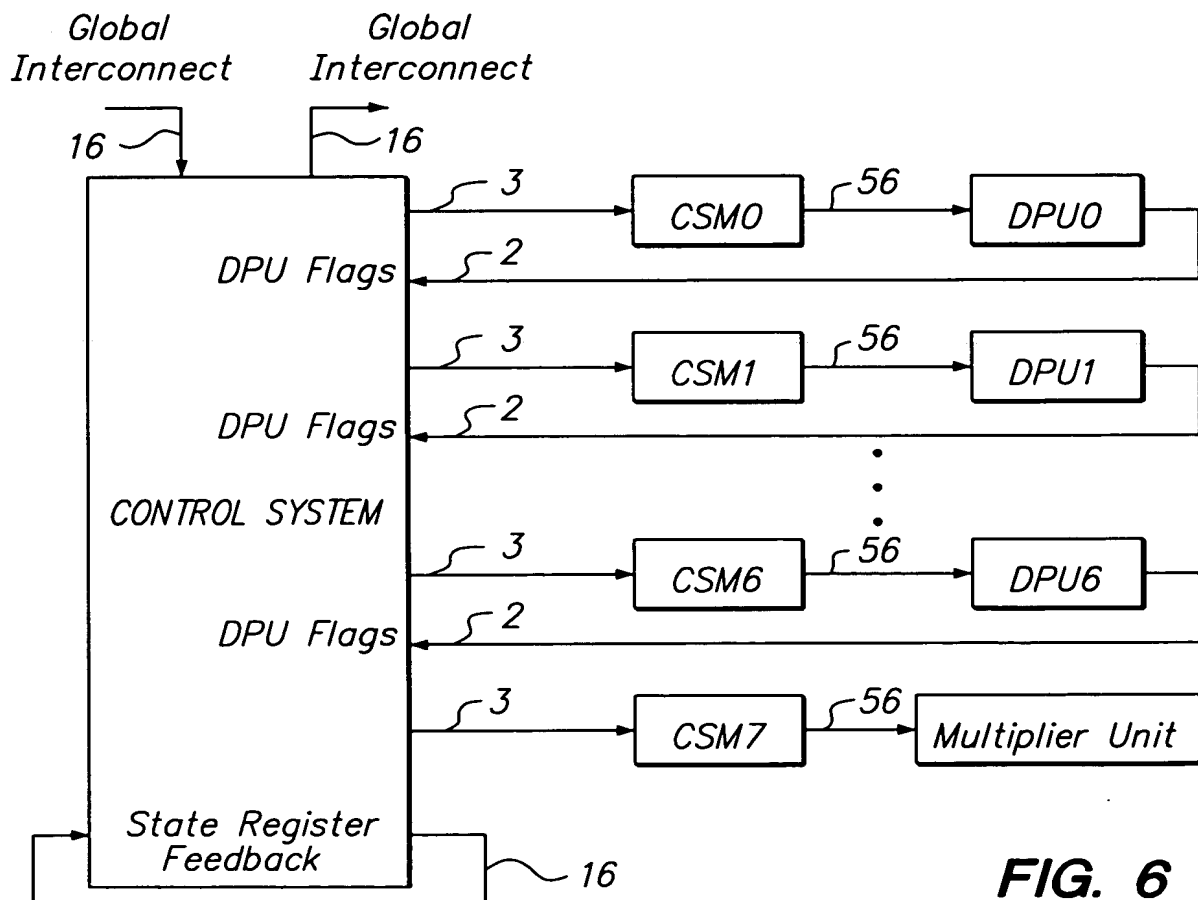 Global Interconnect
Global Interconnect
16
16
3
CSM0
56
DPU0
DPU Flags
2
3
CSM1
56
DPU1
DPU Flags
2
CONTROL SYSTEM
3
CSM6
56
DPU6
DPU Flags
2
3
CSM7
56
Multiplier Unit
State Register
Feedback
16
FIG. 6